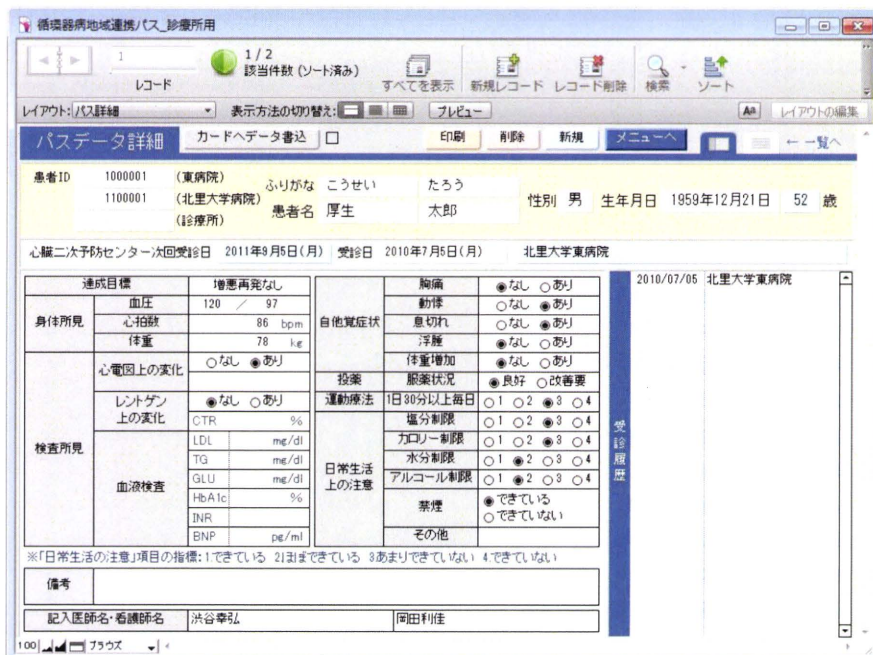 循環器病地域連携パス_診療所用
1
レコード
1 / 2
該当件数 (ソート済み)
すべてを表示 新規レコード レコード削除 検索 ソート
レイアウト: パス詳細 表示方法の切り替え: プレビュー Aa レイアウトの編集
パスデータ詳細 カードへデータ書込 印刷 削除 新規 メニューへ ← 一覧へ
患者ID 1000001 (東病院)
1100001 (北里大学病院)
(診療所)
ふりがな こうせい たろう
患者名 厚生 太郎
性別 男 生年月日 1959年12月21日 52 歳
心臓二次予防センター次回受診日 2011年9月5日(月) 受診日 2010年7月5日(月) 北里大学東病院
達成目標 増悪再発なし
身体所見
血圧 120 / 97
心拍数 86 bpm
体重 78 kg
検査所見
心電図上の変化 ○なし ◉あり
レントゲン上の変化 ◉なし ○あり
CTR %
血液検査
LDL mg/dl
TG mg/dl
GLU mg/dl
HbA1c %
INR
BNP pg/ml
自他覚症状
胸痛 ◉なし ○あり
動悸 ○なし ◉あり
息切れ ○なし ◉あり
浮腫 ◉なし ○あり
体重増加 ◉なし ○あり
投薬 服薬状況 ◉良好 ○改善要
運動療法 1日30分以上毎日 ○1 ○2 ◉3 ○4
日常生活上の注意
塩分制限 ○1 ○2 ◉3 ○4
カロリー制限 ○1 ○2 ◉3 ○4
水分制限 ○1 ◉2 ○3 ○4
アルコール制限 ○1 ◉2 ○3 ○4
禁煙 ◉できている
○できていない
その他
受診履歴
2010/07/05 北里大学東病院
※「日常生活の注意」項目の指標: 1.できている 2ほぼできている 3あまりできていない 4.できていない
備考
記入医師名・看護師名 渋谷幸弘 岡田利佳
100 ブラウズ